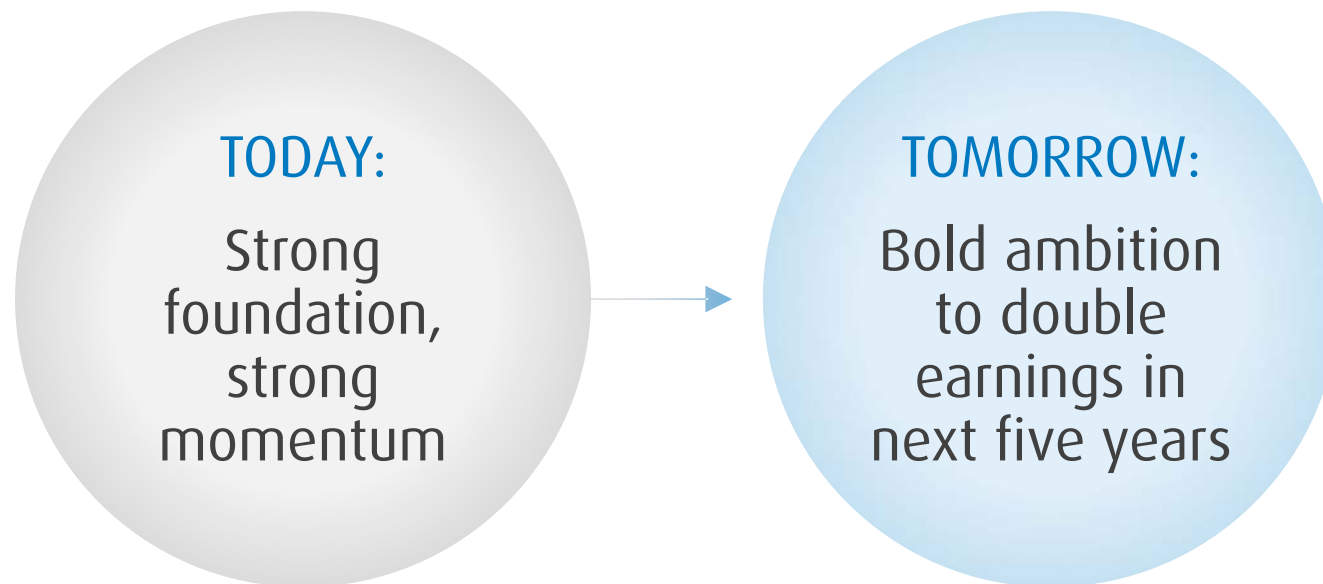 TODAY:
Strong
foundation,
strong
momentum
TOMORROW:
Bold ambition
to double
earnings in
next five years